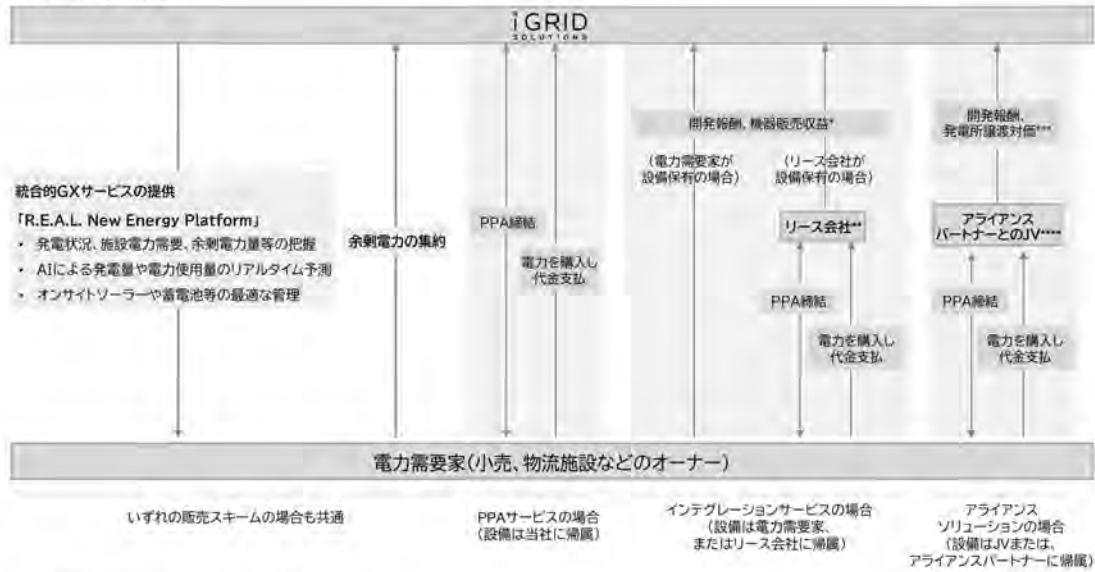 iGRID
SOLUTIONS
統合的GXサービスの提供
「R.E.A.L. New Energy Platform」
・ 発電状況、施設電力需要、余剰電力量等の把握
・ AIによる発電量や電力使用量のリアルタイム予測
・ オンサイトソーラーや蓄電池等の最適な管理
余剰電力の集約
PPA締結
電力を購入し
代金支払
開発報酬、機器販売収益*
(電力需要家が
設備保有の場合)
(リース会社が
設備保有の場合)
リース会社**
PPA締結
電力を購入し
代金支払
開発報酬、
発電所譲渡対価***
アライアンス
パートナーとのJV****
PPA締結
電力を購入し
代金支払
電力需要家(小売、物流施設などのオーナー)
いずれの販売スキームの場合も共通
PPAサービスの場合
(設備は当社に帰属)
インテグレーションサービスの場合
(設備は電力需要家、
またはリース会社に帰属)
アライアンス
ソリューションの場合
(設備はJVまたは、
アライアンスパートナーに帰属)